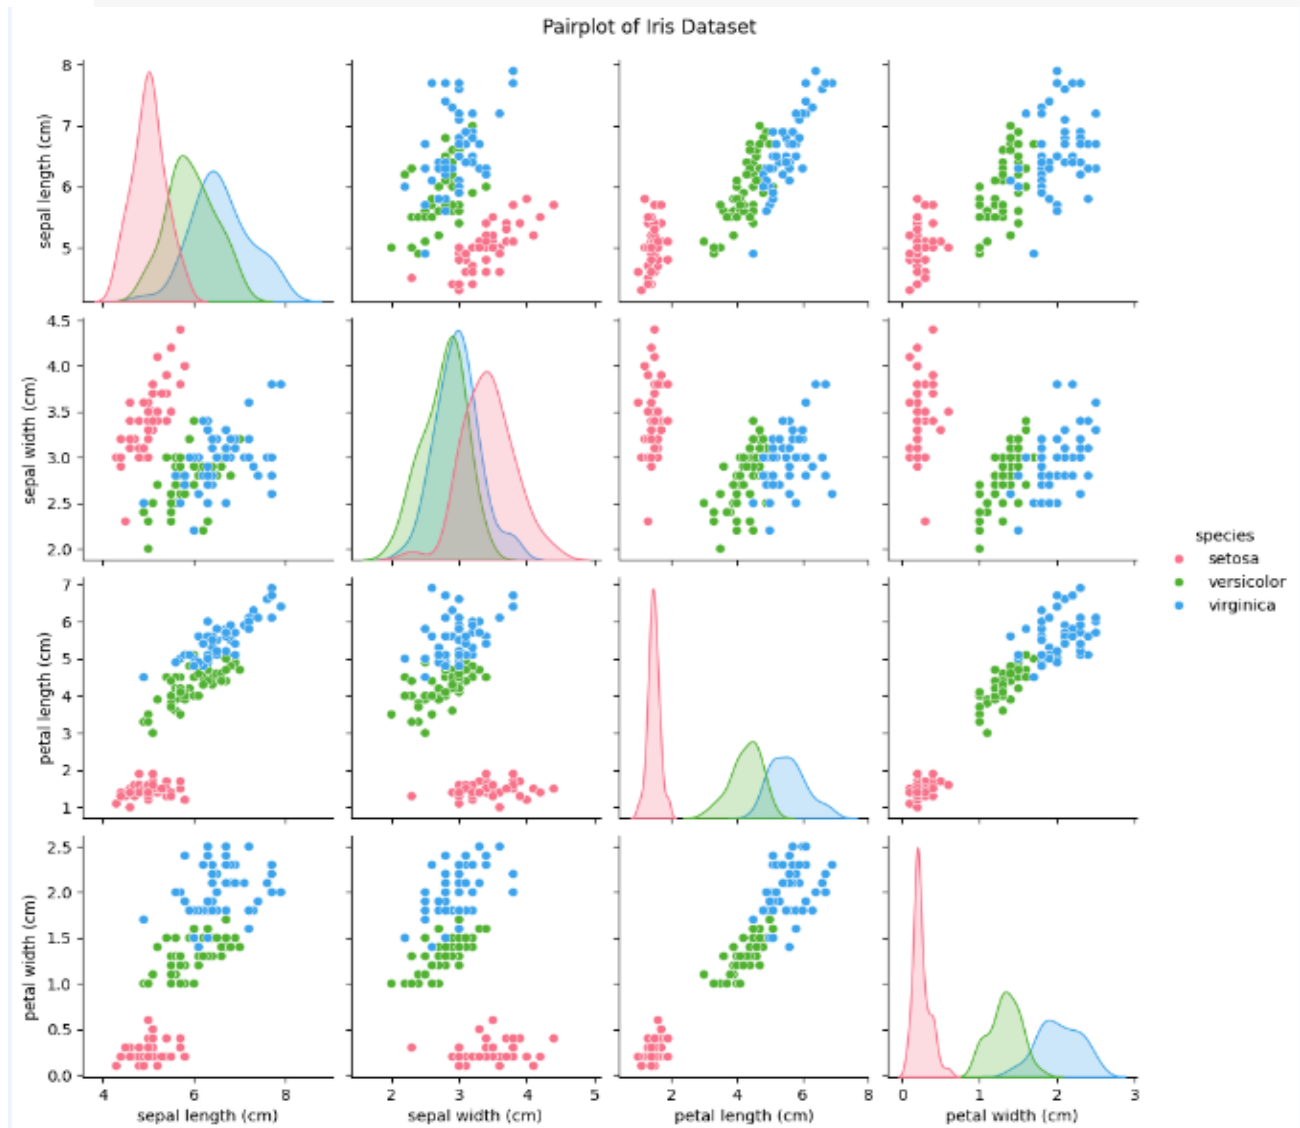 Pairplot of Iris Dataset
8
7
6
5
sepal length (cm)
4.5
4.0
3.5
3.0
2.5
2.0
sepal width (cm)
7
6
5
4
3
2
1
petal length (cm)
2.5
2.0
1.5
1.0
0.5
0.0
petal width (cm)
4 6 8
sepal length (cm)
2 3 4 5
sepal width (cm)
2 4 6 8
petal length (cm)
0 1 2 3
petal width (cm)
species
setosa
versicolor
virginica